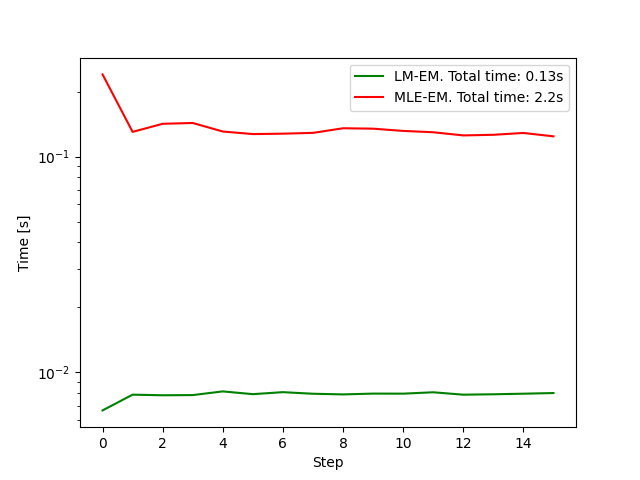 LM-EM. Total time: 0.13s
MLE-EM. Total time: 2.2s
10⁻¹
10⁻²
Time [s]
0 2 4 6 8 10 12 14
Step